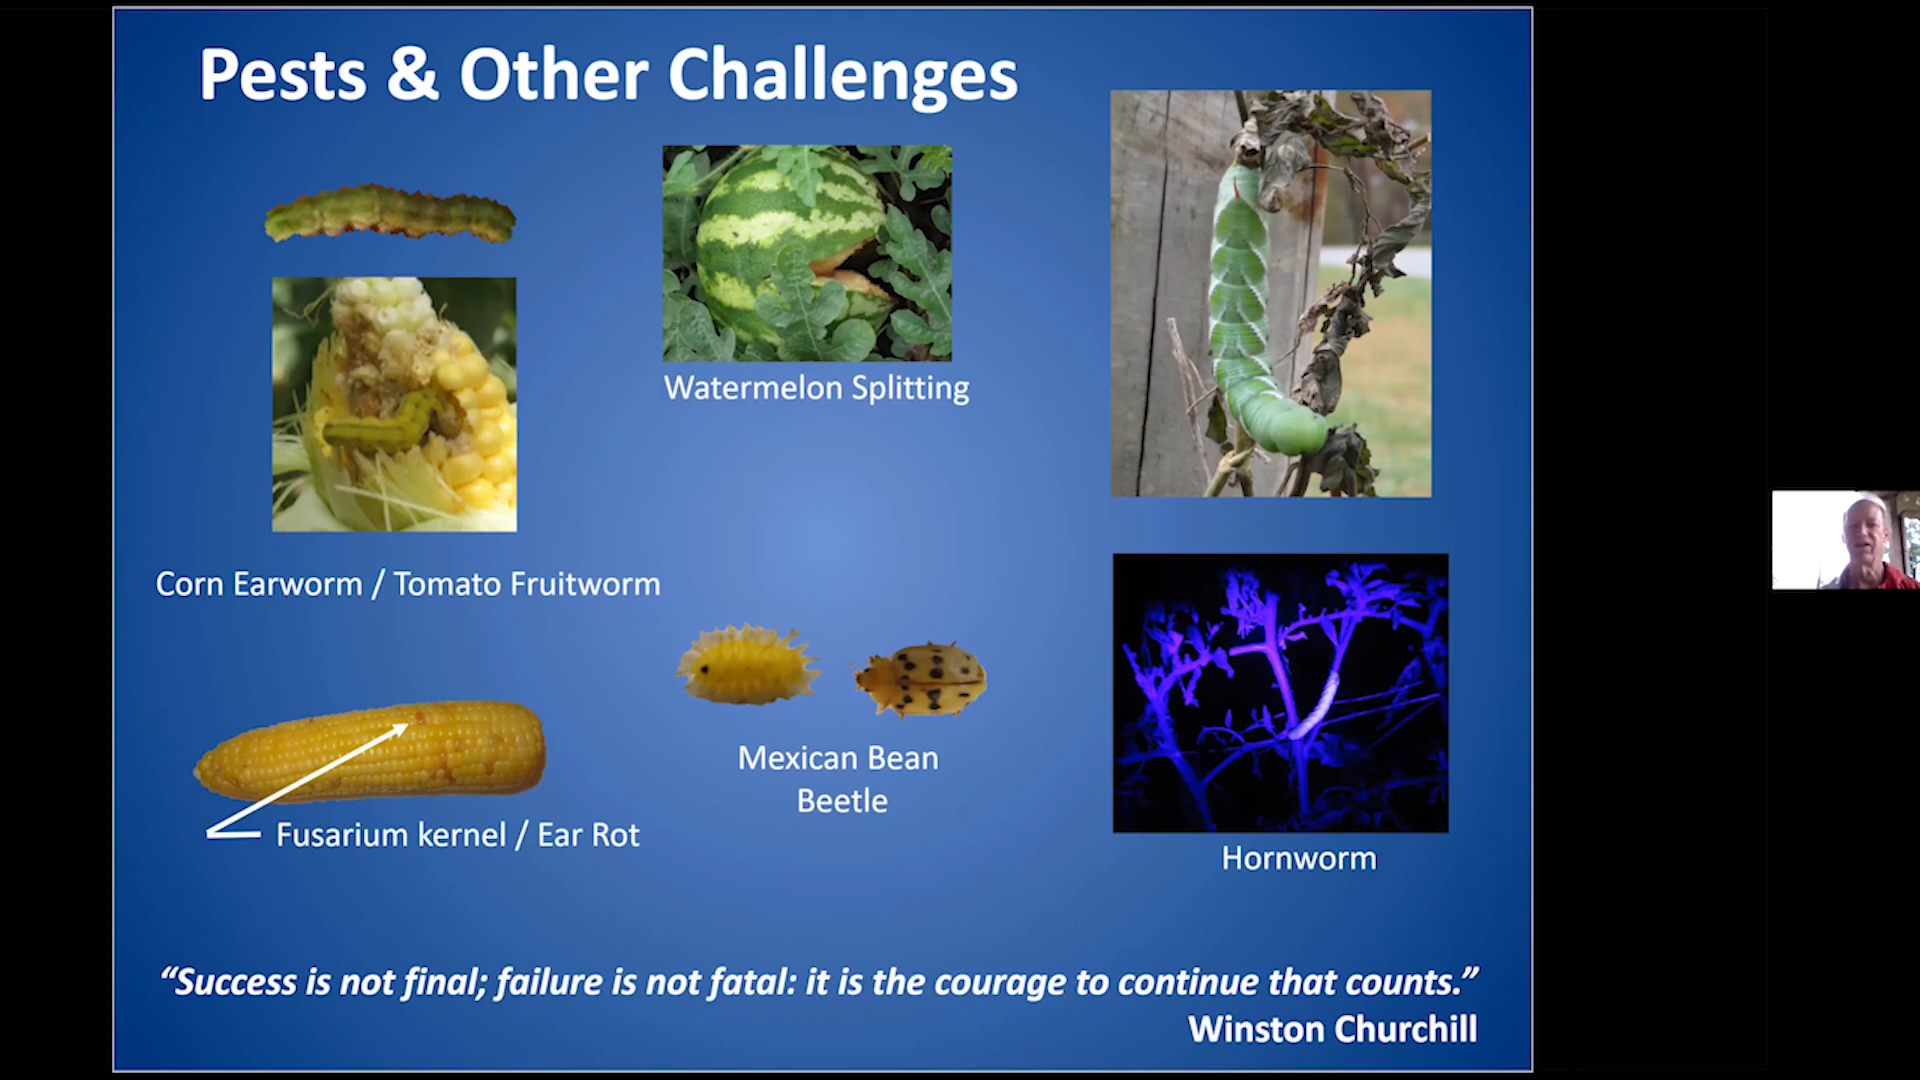 Pests & Other Challenges
Watermelon Splitting
Corn Earworm / Tomato Fruitworm
Mexican Bean
Beetle
Fusarium kernel / Ear Rot
Hornworm
“Success is not final; failure is not fatal: it is the courage to continue that counts.”
Winston Churchill